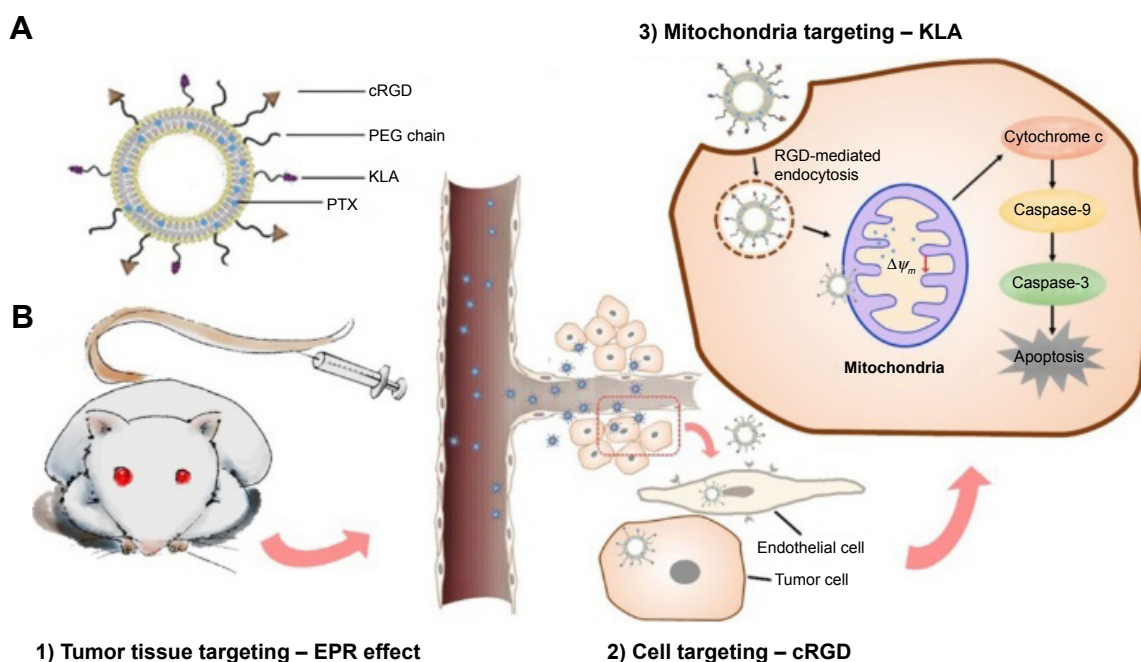 A
cRGD
PEG chain
KLA
PTX
3) Mitochondria targeting – KLA
RGD-mediated
endocytosis
Δψm
Mitochondria
Cytochrome c
Caspase-9
Caspase-3
Apoptosis
B
Endothelial cell
Tumor cell
1) Tumor tissue targeting – EPR effect
2) Cell targeting – cRGD